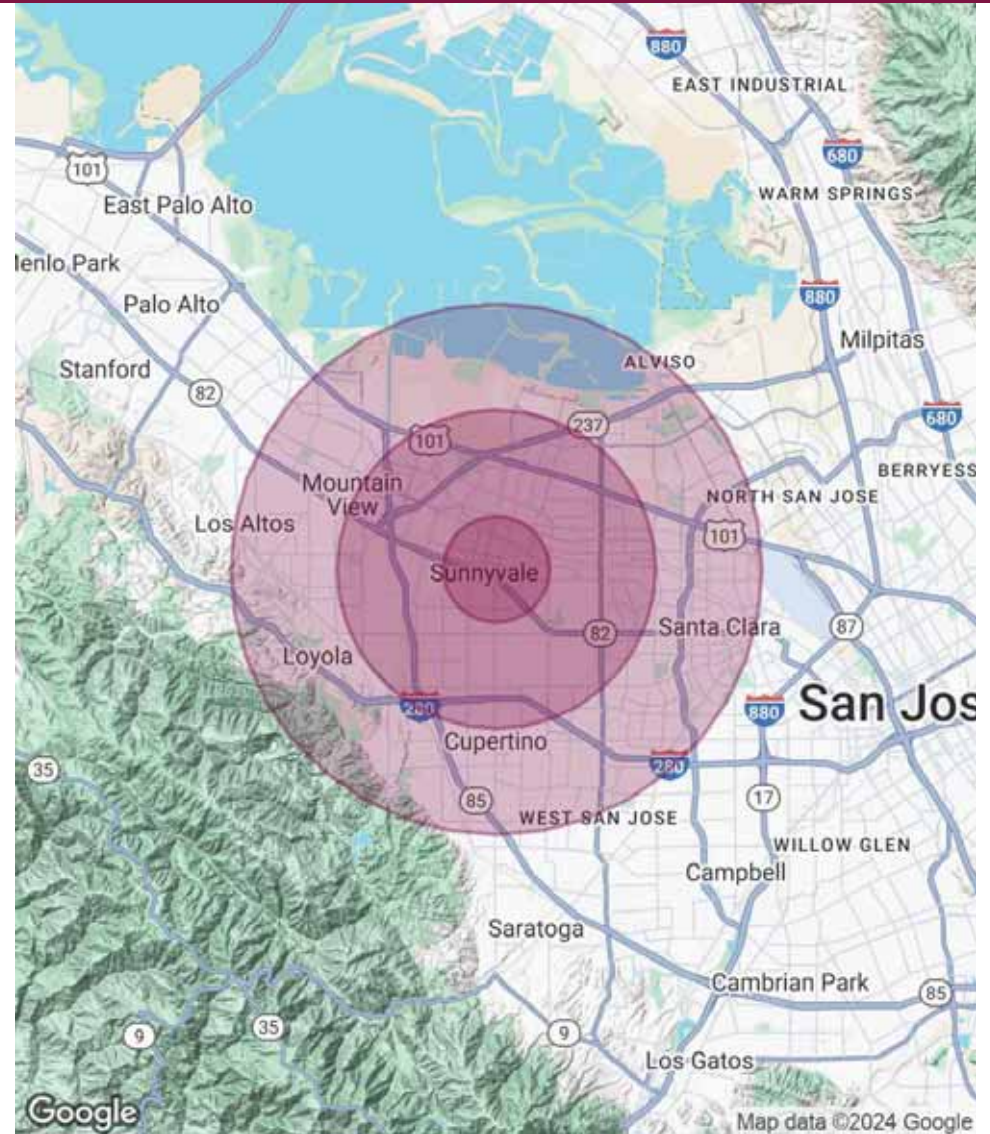 880
EAST INDUSTRIAL
680
101
WARM SPRINGS
East Palo Alto
Menlo Park
880
Palo Alto
Milpitas
Stanford
ALVISO
82
680
237
101
BERRYESS
Mountain
View
NORTH SAN JOSE
Los Altos
101
Sunnyvale
82
Santa Clara
87
Loyola
280
880
San Jos
Cupertino
280
35
85
17
WEST SAN JOSE
WILLOW GLEN
Campbell
Saratoga
Cambrian Park
85
35
9
9
Los Gatos
Google
Map data ©2024 Google